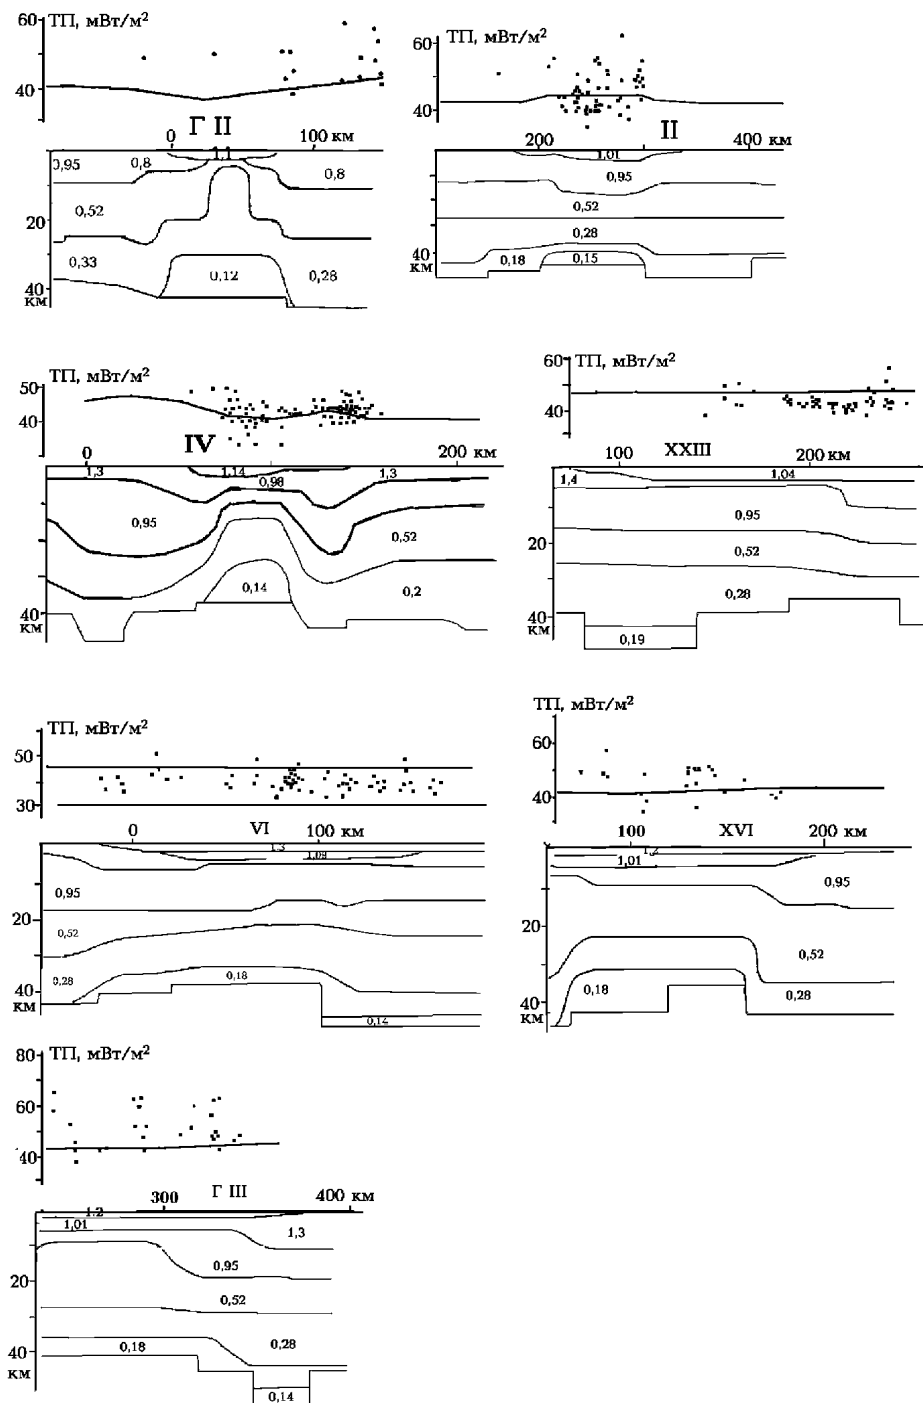 60 ТП, мВт/м²
40
Г II
0 100 км
0,95 0,8 1,1 0,8
0,52
20
0,33 0,12 0,28
40
км
60 ТП, мВт/м²
40
II
200 400 км
1,01
0,95
0,52
0,28
40 0,18 0,15
км
50 ТП, мВт/м²
40
IV
0 200 км
1.3 1,14 1,3
0,98
0,95 0,52
0,14 0,2
40
км
60 ТП, мВт/м²
40
XXIII
100 200 км
1,4 1,04
0,95
20
0,52
0,28
40
км 0,19
ТП, мВт/м²
50
30
VI
0 100 км
1,3
1,09
0,95
20
0,52
0,28 0,18
40
км
0,14
ТП, мВт/м²
60
40
XVI
100 200 км
1,2
1,01
0,95
20
0,52
0,18 0,28
40
км
80 ТП, мВт/м²
60
40
Г III
300 400 км
1.2
1,01 1,3
0,95
20
0,52
0,18 0,28
40
км
0,14